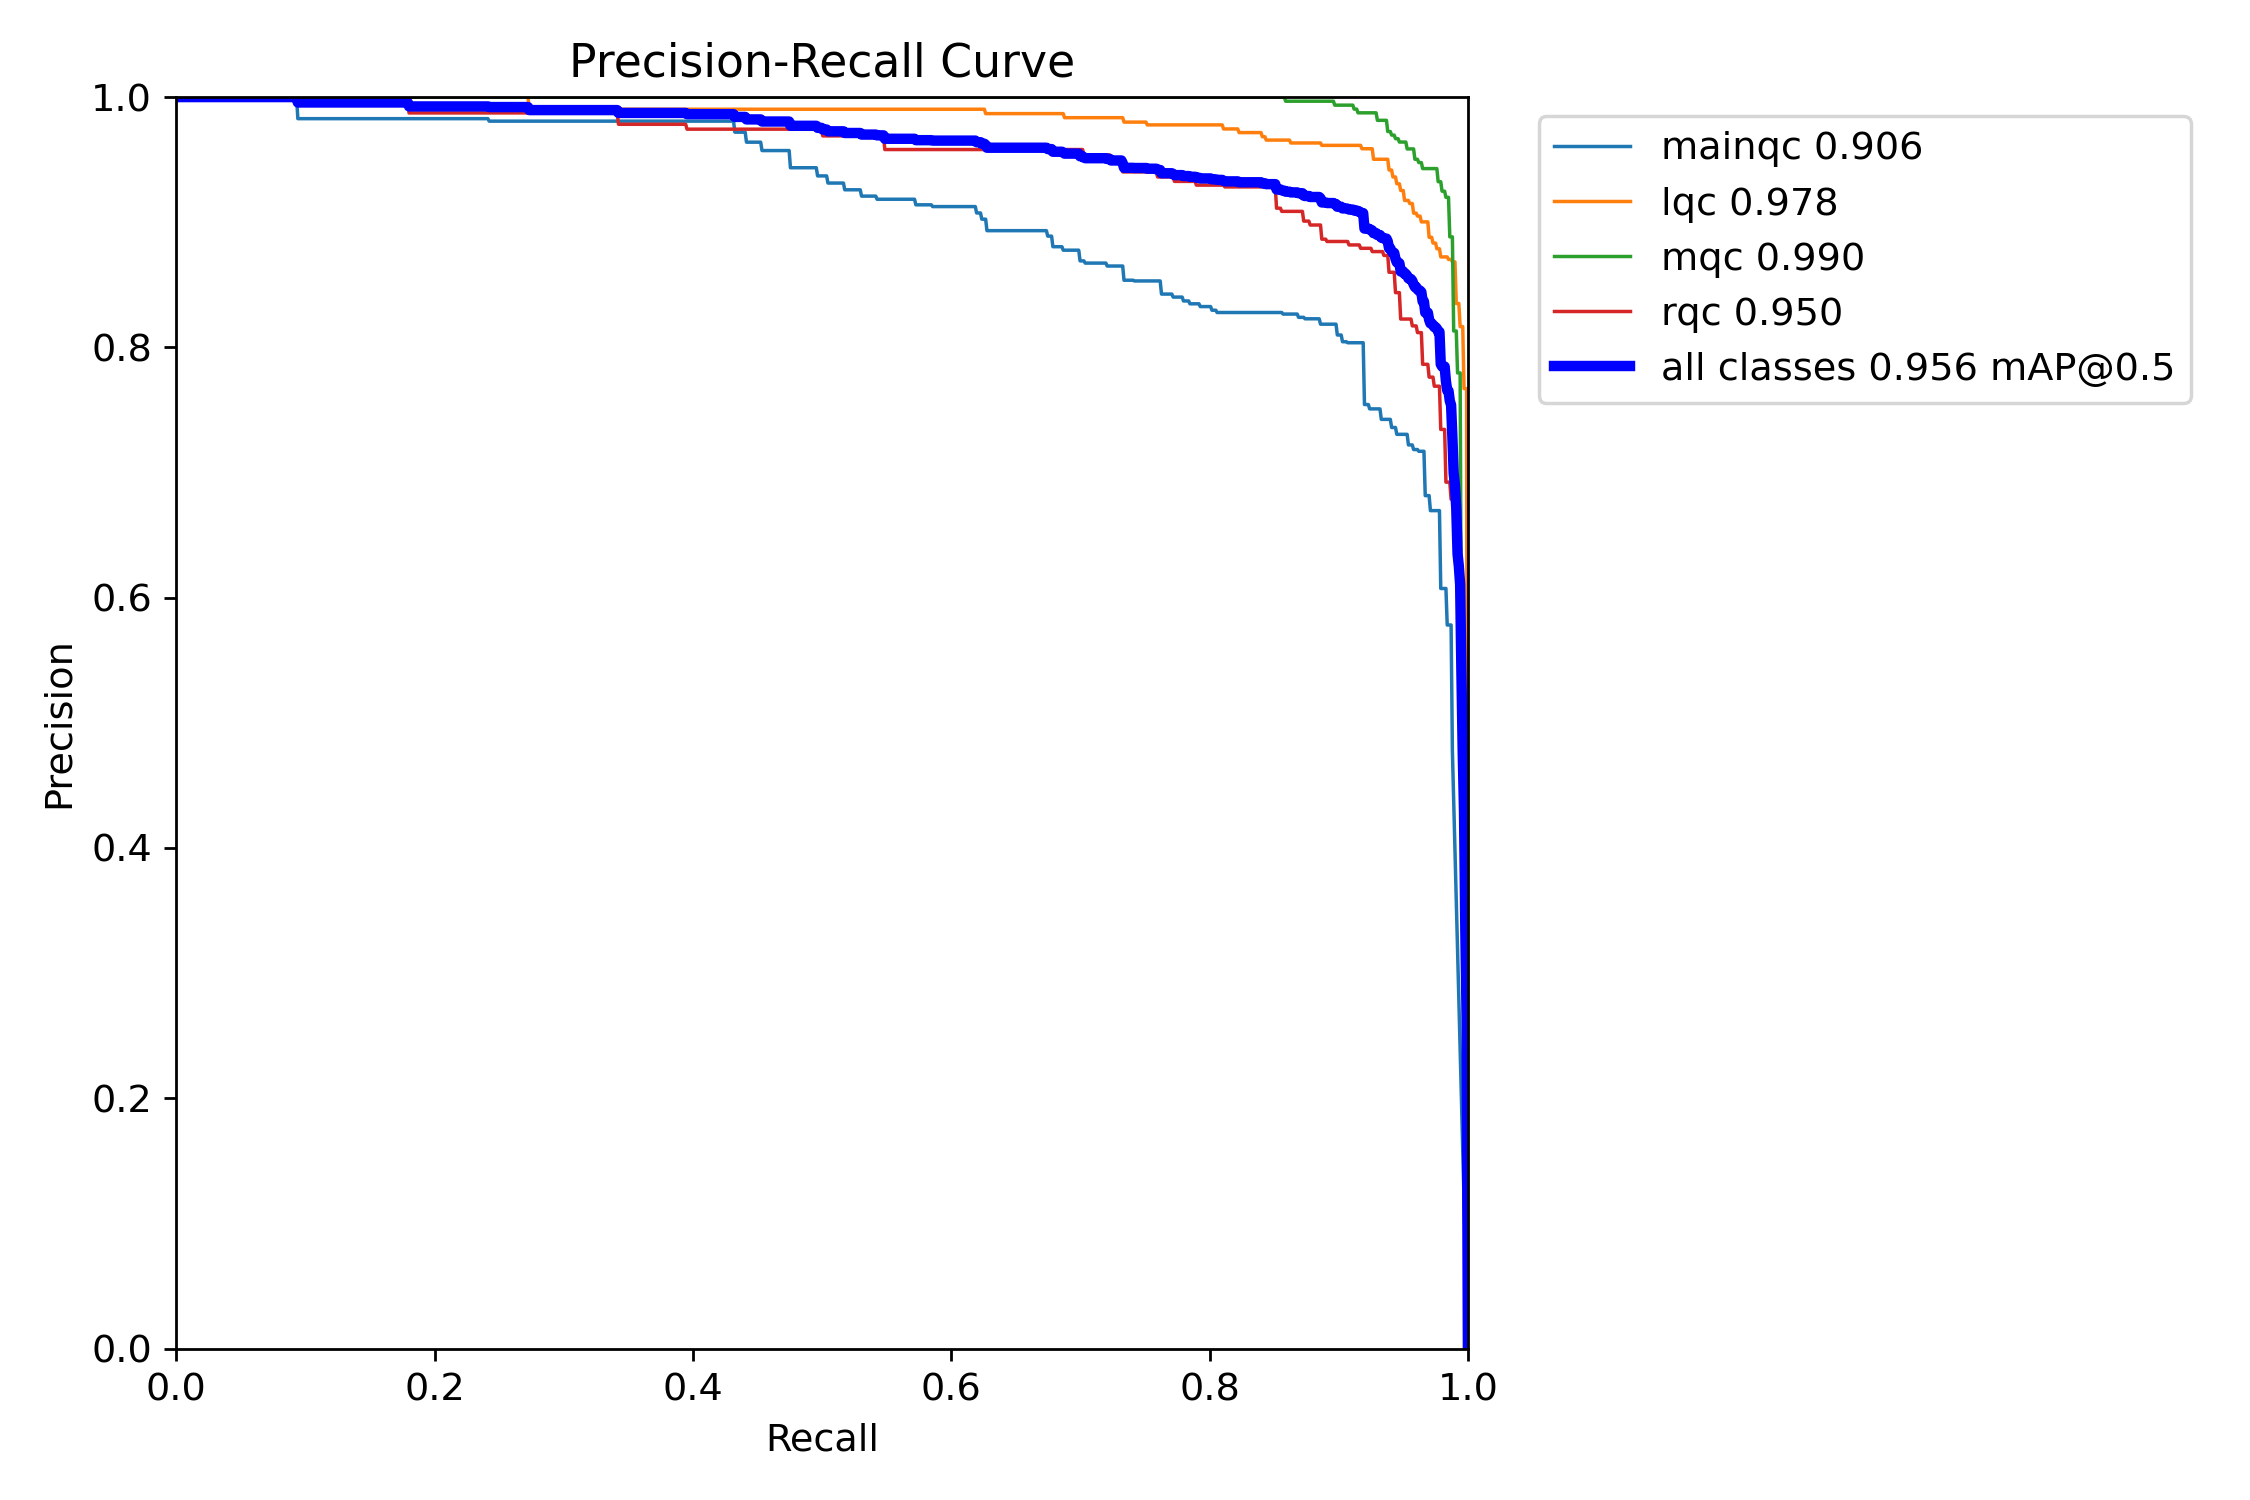 Precision-Recall Curve
1.0
0.8
0.6
0.4
0.2
0.0
Precision
0.0 0.2 0.4 0.6 0.8 1.0
Recall
mainqc 0.906
lqc 0.978
mqc 0.990
rqc 0.950
all classes 0.956 mAP@0.5